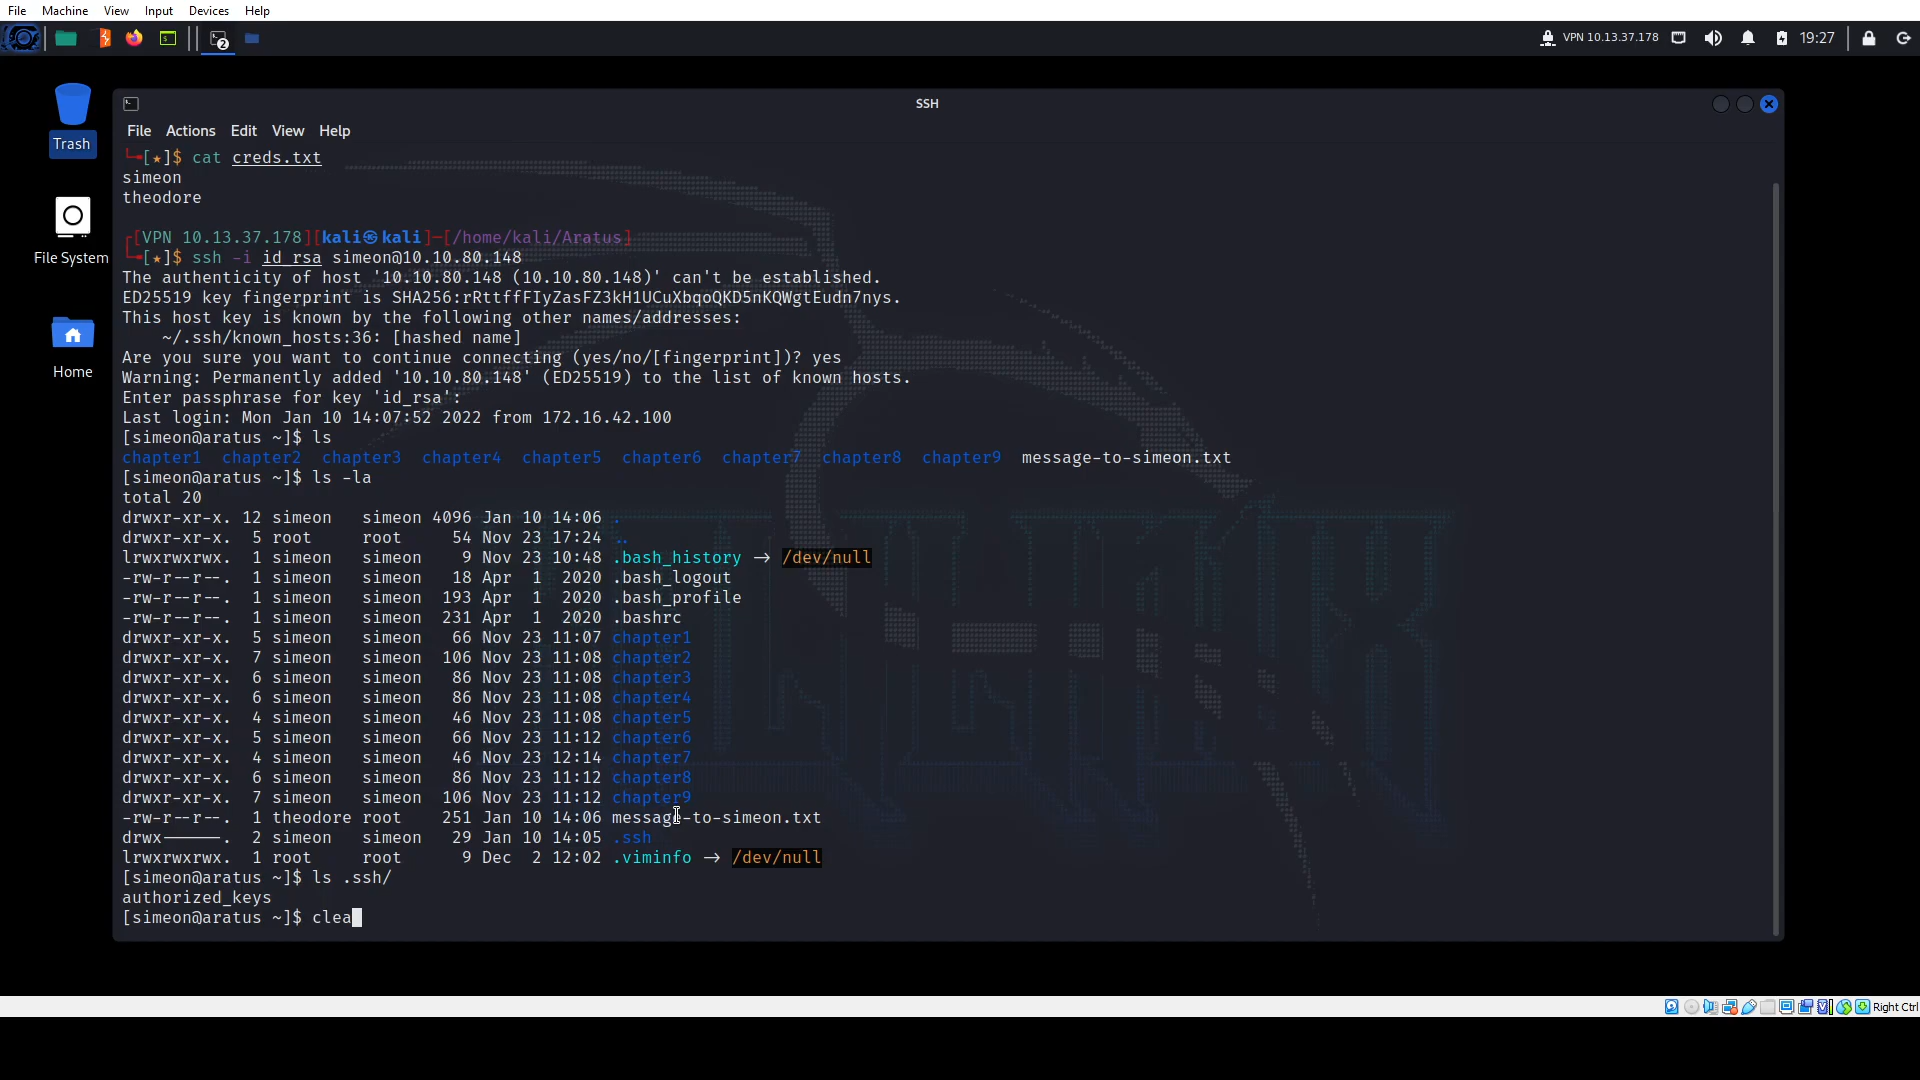 File Machine View Input Devices Help
VPN 10.13.37.178 19:27
Trash
File System
Home
SSH
File Actions Edit View Help
└─[★]$ cat creds.txt
simeon
theodore
┌[VPN 10.13.37.178][kali㉿kali]─[/home/kali/Aratus]
└─[★]$ ssh -i id_rsa simeon@10.10.80.148
The authenticity of host '10.10.80.148 (10.10.80.148)' can't be established.
ED25519 key fingerprint is SHA256:rRttffFIyZasFZ3kH1UCuXbqoQKD5nKQWgtEudn7nys.
This host key is known by the following other names/addresses:
~/.ssh/known_hosts:36: [hashed name]
Are you sure you want to continue connecting (yes/no/[fingerprint])? yes
Warning: Permanently added '10.10.80.148' (ED25519) to the list of known hosts.
Enter passphrase for key 'id_rsa':
Last login: Mon Jan 10 14:07:52 2022 from 172.16.42.100
[simeon@aratus ~]$ ls
chapter1 chapter2 chapter3 chapter4 chapter5 chapter6 chapter7 chapter8 chapter9 message-to-simeon.txt
[simeon@aratus ~]$ ls -la
total 20
drwxr-xr-x. 12 simeon simeon 4096 Jan 10 14:06 .
drwxr-xr-x. 5 root root 54 Nov 23 17:24 ..
lrwxrwxrwx. 1 simeon simeon 9 Nov 23 10:48 .bash_history → /dev/null
-rw-r--r--. 1 simeon simeon 18 Apr 1 2020 .bash_logout
-rw-r--r--. 1 simeon simeon 193 Apr 1 2020 .bash_profile
-rw-r--r--. 1 simeon simeon 231 Apr 1 2020 .bashrc
drwxr-xr-x. 5 simeon simeon 66 Nov 23 11:07 chapter1
drwxr-xr-x. 7 simeon simeon 106 Nov 23 11:08 chapter2
drwxr-xr-x. 6 simeon simeon 86 Nov 23 11:08 chapter3
drwxr-xr-x. 6 simeon simeon 86 Nov 23 11:08 chapter4
drwxr-xr-x. 4 simeon simeon 46 Nov 23 11:08 chapter5
drwxr-xr-x. 5 simeon simeon 66 Nov 23 11:12 chapter6
drwxr-xr-x. 4 simeon simeon 46 Nov 23 12:14 chapter7
drwxr-xr-x. 6 simeon simeon 86 Nov 23 11:12 chapter8
drwxr-xr-x. 7 simeon simeon 106 Nov 23 11:12 chapter9
-rw-r--r--. 1 theodore root 251 Jan 10 14:06 message-to-simeon.txt
drwx------. 2 simeon simeon 29 Jan 10 14:05 .ssh
lrwxrwxrwx. 1 root root 9 Dec 2 12:02 .viminfo → /dev/null
[simeon@aratus ~]$ ls .ssh/
authorized_keys
[simeon@aratus ~]$ clea
Right Ctrl